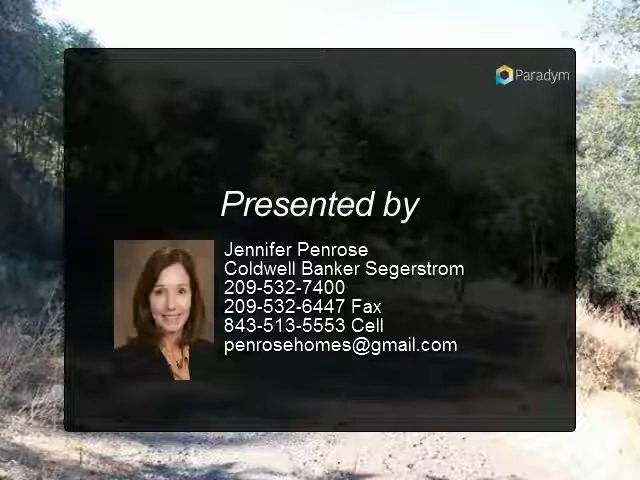 Paradym
Presented by
Jennifer Penrose
Coldwell Banker Segerstrom
209-532-7400
209-532-6447 Fax
843-513-5553 Cell
penrosehomes@gmail.com